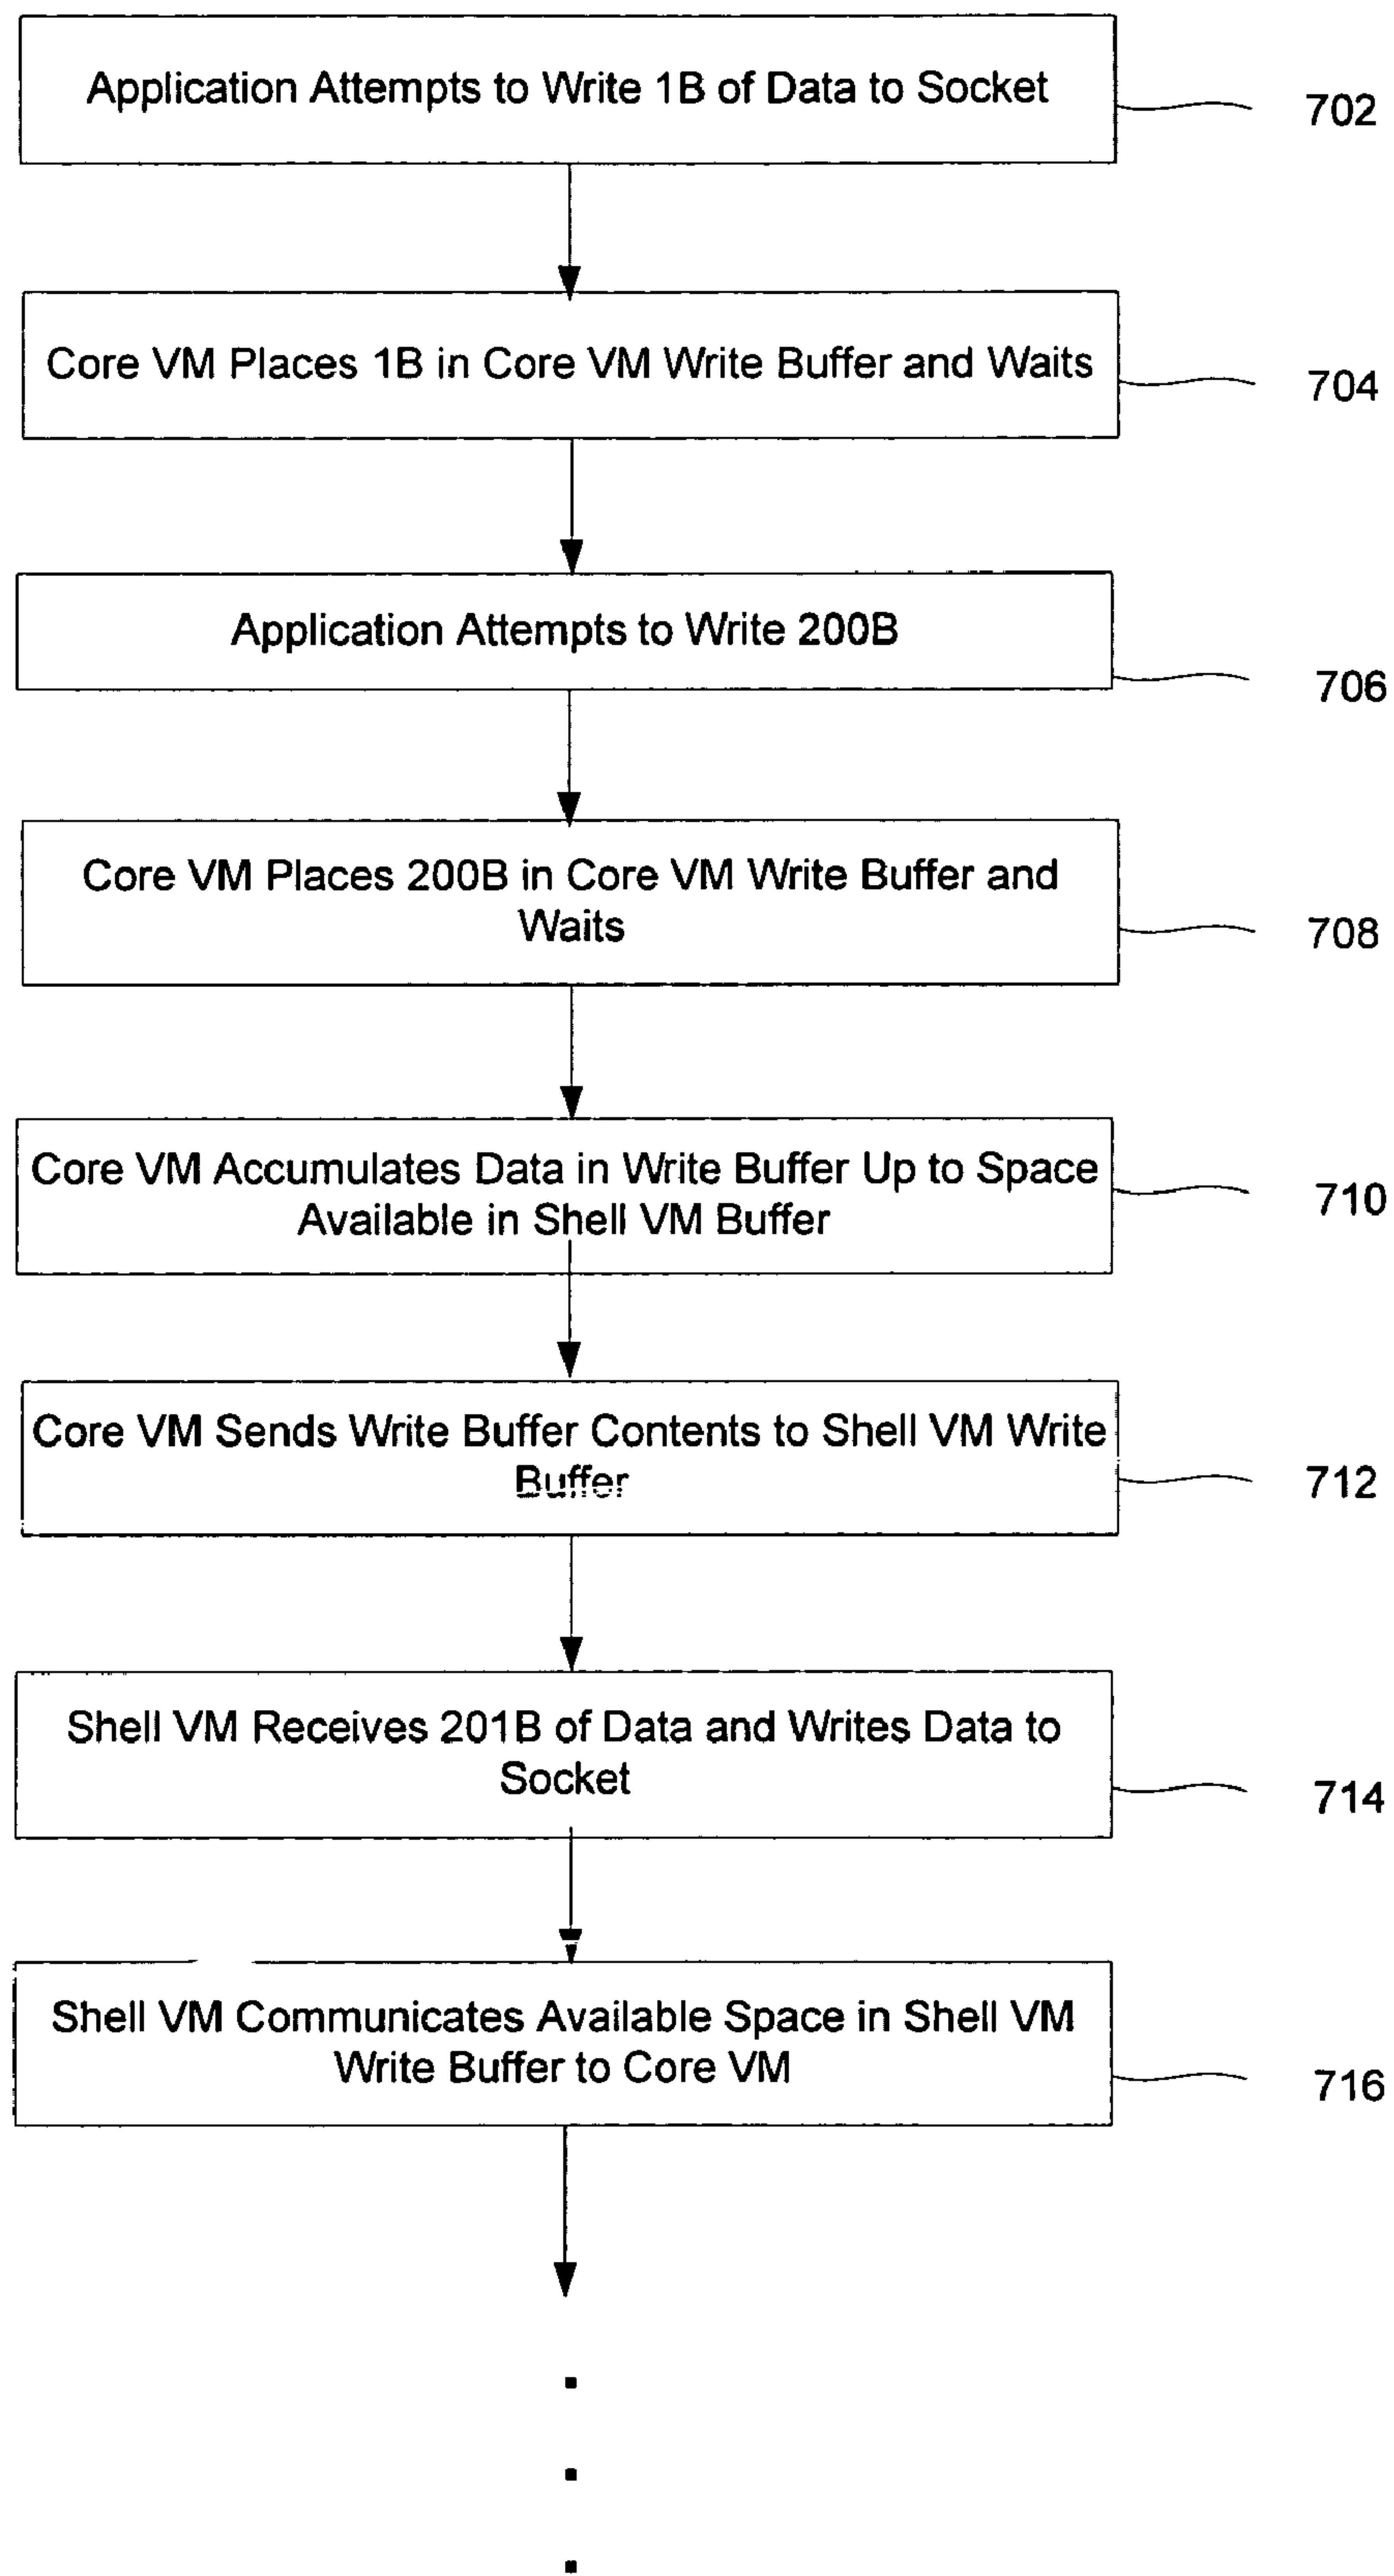 Application Attempts to Write 1B of Data to Socket
702
Core VM Places 1B in Core VM Write Buffer and Waits
704
Application Attempts to Write 200B
706
Core VM Places 200B in Core VM Write Buffer and
Waits
708
Core VM Accumulates Data in Write Buffer Up to Space
Available in Shell VM Buffer
710
Core VM Sends Write Buffer Contents to Shell VM Write
Buffer
712
Shell VM Receives 201B of Data and Writes Data to
Socket
714
Shell VM Communicates Available Space in Shell VM
Write Buffer to Core VM
716